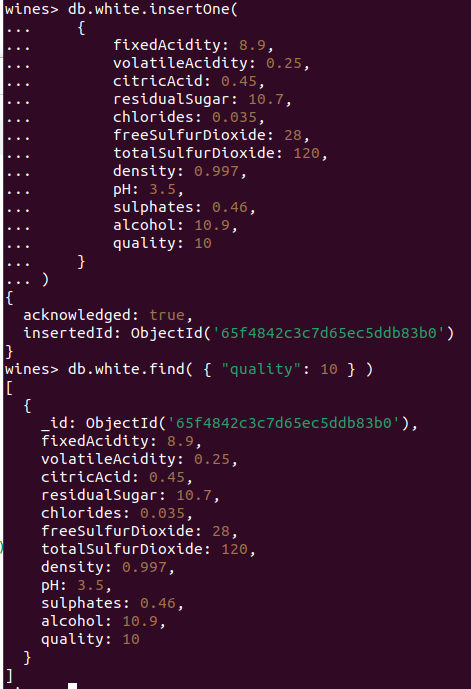 wines> db.white.insertOne(
...     {
...         fixedAcidity: 8.9,
...         volatileAcidity: 0.25,
...         citricAcid: 0.45,
...         residualSugar: 10.7,
...         chlorides: 0.035,
...         freeSulfurDioxide: 28,
...         totalSulfurDioxide: 120,
...         density: 0.997,
...         pH: 3.5,
...         sulphates: 0.46,
...         alcohol: 10.9,
...         quality: 10
...     }
... )
{
  acknowledged: true,
  insertedId: ObjectId('65f4842c3c7d65ec5ddb83b0')
}
wines> db.white.find( { "quality": 10 } )
[
  {
    _id: ObjectId('65f4842c3c7d65ec5ddb83b0'),
    fixedAcidity: 8.9,
    volatileAcidity: 0.25,
    citricAcid: 0.45,
    residualSugar: 10.7,
    chlorides: 0.035,
    freeSulfurDioxide: 28,
    totalSulfurDioxide: 120,
    density: 0.997,
    pH: 3.5,
    sulphates: 0.46,
    alcohol: 10.9,
    quality: 10
  }
]